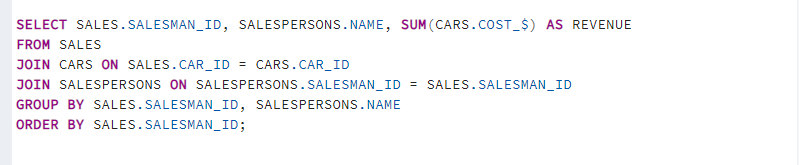 SELECT SALES.SALESMAN_ID, SALESPERSONS.NAME, SUM(CARS.COST_$) AS REVENUE
FROM SALES
JOIN CARS ON SALES.CAR_ID = CARS.CAR_ID
JOIN SALESPERSONS ON SALESPERSONS.SALESMAN_ID = SALES.SALESMAN_ID
GROUP BY SALES.SALESMAN_ID, SALESPERSONS.NAME
ORDER BY SALES.SALESMAN_ID;